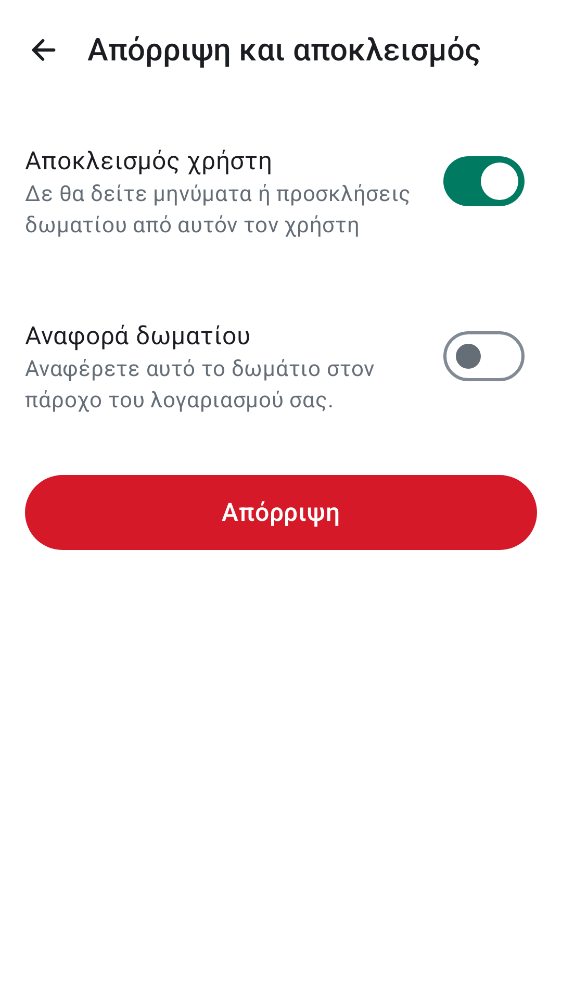 Απόρριψη και αποκλεισμός
Αποκλεισμός χρήστη
Δε θα δείτε μηνύματα ή προσκλήσεις
δωματίου από αυτόν τον χρήστη
Αναφορά δωματίου
Αναφέρετε αυτό το δωμάτιο στον
πάροχο του λογαριασμού σας.
Απόρριψη